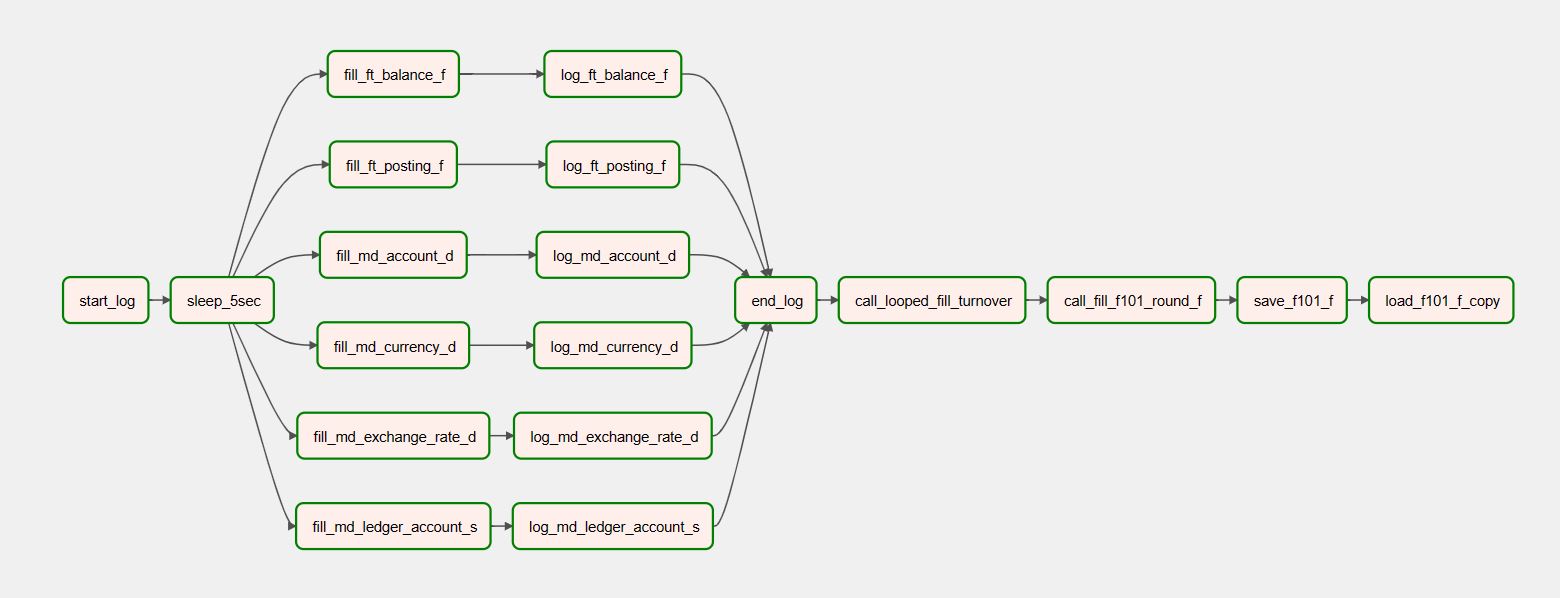 start_log
sleep_5sec
fill_ft_balance_f
log_ft_balance_f
fill_ft_posting_f
log_ft_posting_f
fill_md_account_d
log_md_account_d
fill_md_currency_d
log_md_currency_d
fill_md_exchange_rate_d
log_md_exchange_rate_d
fill_md_ledger_account_s
log_md_ledger_account_s
end_log
call_looped_fill_turnover
call_fill_f101_round_f
save_f101_f
load_f101_f_copy